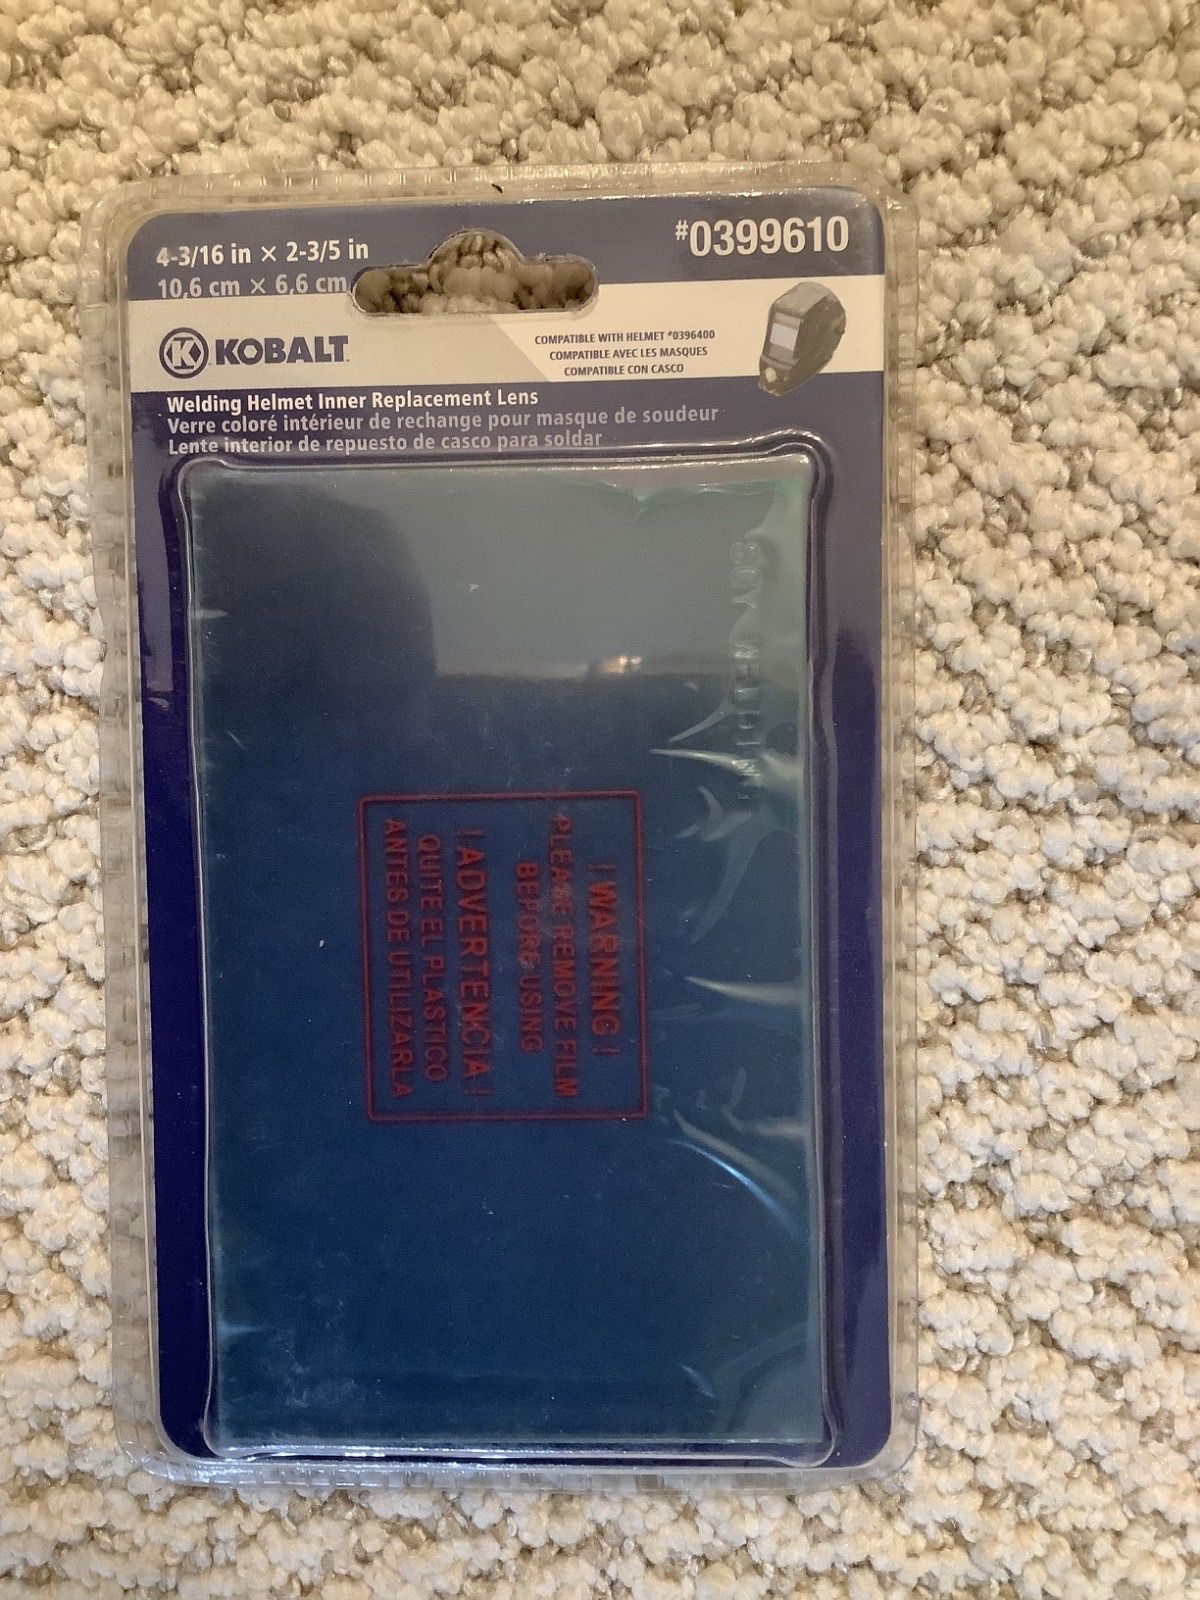 4-3/16 in × 2-3/5 in
10,6 cm × 6,6 cm
#0399610
K KOBALT
COMPATIBLE WITH HELMET #0396400
COMPATIBLE AVEC LES MASQUES
COMPATIBLE CON CASCO
Welding Helmet Inner Replacement Lens
Verre coloré intérieur de rechange pour masque de soudeur
Lente interior de repuesto de casco para soldar
! WARNING !
PLEASE REMOVE FILM
BEFORE USING
! ADVERTENCIA !
QUITE EL PLASTICO
ANTES DE UTILIZARLA